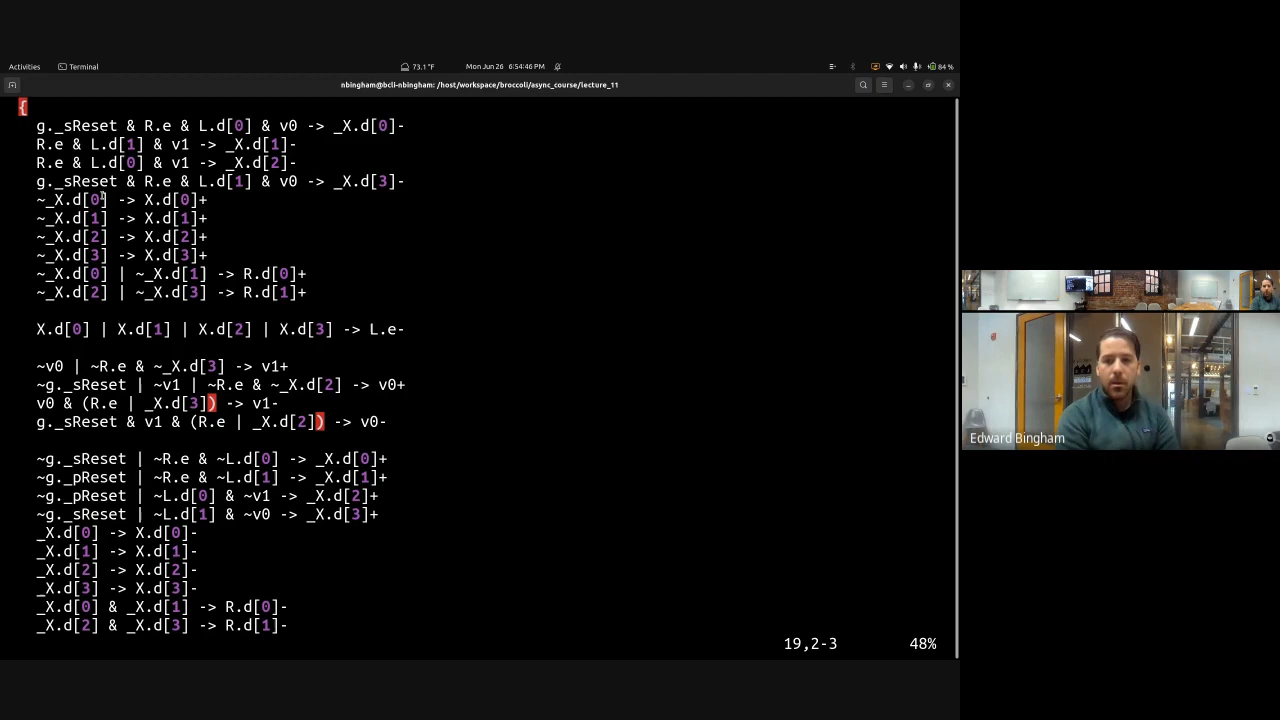 Activities
Terminal
73.1 °F
Mon Jun 26 6:54:46 PM
84 %
nbingham@bcli-nbingham: /host/workspace/broccoli/async_course/lecture_11
{
g._sReset & R.e & L.d[0] & v0 -> _X.d[0]-
R.e & L.d[1] & v1 -> _X.d[1]-
R.e & L.d[0] & v1 -> _X.d[2]-
g._sReset & R.e & L.d[1] & v0 -> _X.d[3]-
~_X.d[0] -> X.d[0]+
~_X.d[1] -> X.d[1]+
~_X.d[2] -> X.d[2]+
~_X.d[3] -> X.d[3]+
~_X.d[0] | ~_X.d[1] -> R.d[0]+
~_X.d[2] | ~_X.d[3] -> R.d[1]+
X.d[0] | X.d[1] | X.d[2] | X.d[3] -> L.e-
~v0 | ~R.e & ~_X.d[3] -> v1+
~g._sReset | ~v1 | ~R.e & ~_X.d[2] -> v0+
v0 & (R.e | _X.d[3]) -> v1-
g._sReset & v1 & (R.e | _X.d[2]) -> v0-
~g._sReset | ~R.e & ~L.d[0] -> _X.d[0]+
~g._pReset | ~R.e & ~L.d[1] -> _X.d[1]+
~g._pReset | ~L.d[0] & ~v1 -> _X.d[2]+
~g._sReset | ~L.d[1] & ~v0 -> _X.d[3]+
_X.d[0] -> X.d[0]-
_X.d[1] -> X.d[1]-
_X.d[2] -> X.d[2]-
_X.d[3] -> X.d[3]-
_X.d[0] & _X.d[1] -> R.d[0]-
_X.d[2] & _X.d[3] -> R.d[1]-
19,2-3 48%
Edward Bingham